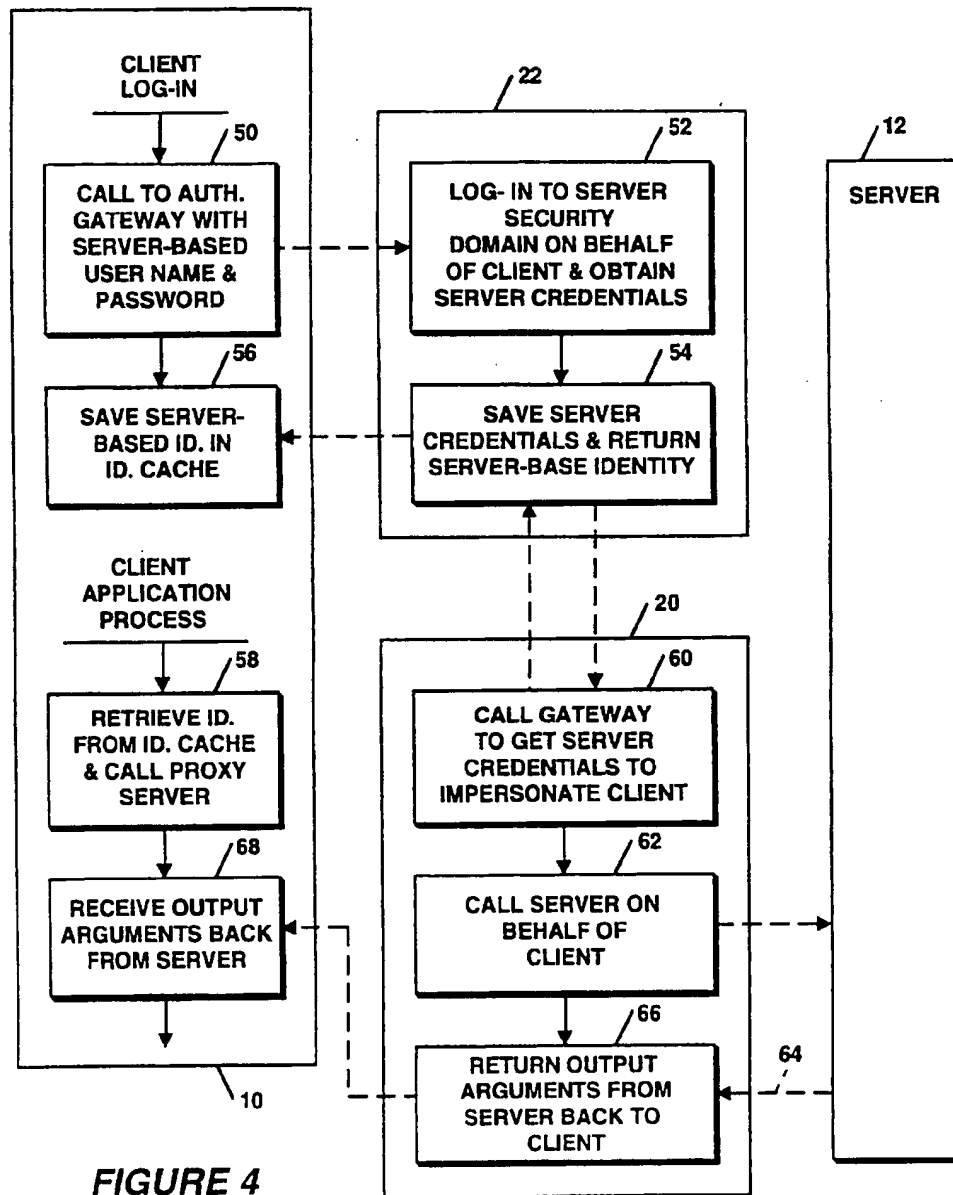 CLIENT
LOG-IN
50
CALL TO AUTH.
GATEWAY WITH
SERVER-BASED
USER NAME &
PASSWORD
56
SAVE SERVER-
BASED ID. IN
ID. CACHE
CLIENT
APPLICATION
PROCESS
58
RETRIEVE ID.
FROM ID. CACHE
& CALL PROXY
SERVER
68
RECEIVE OUTPUT
ARGUMENTS BACK
FROM SERVER
10
22
52
LOG- IN TO SERVER
SECURITY
DOMAIN ON BEHALF
OF CLIENT & OBTAIN
SERVER CREDENTIALS
54
SAVE SERVER
CREDENTIALS & RETURN
SERVER-BASE IDENTITY
20
60
CALL GATEWAY
TO GET SERVER
CREDENTIALS TO
IMPERSONATE CLIENT
62
CALL SERVER ON
BEHALF OF
CLIENT
66
RETURN OUTPUT
ARGUMENTS FROM
SERVER BACK TO
CLIENT
64
12
SERVER
FIGURE 4